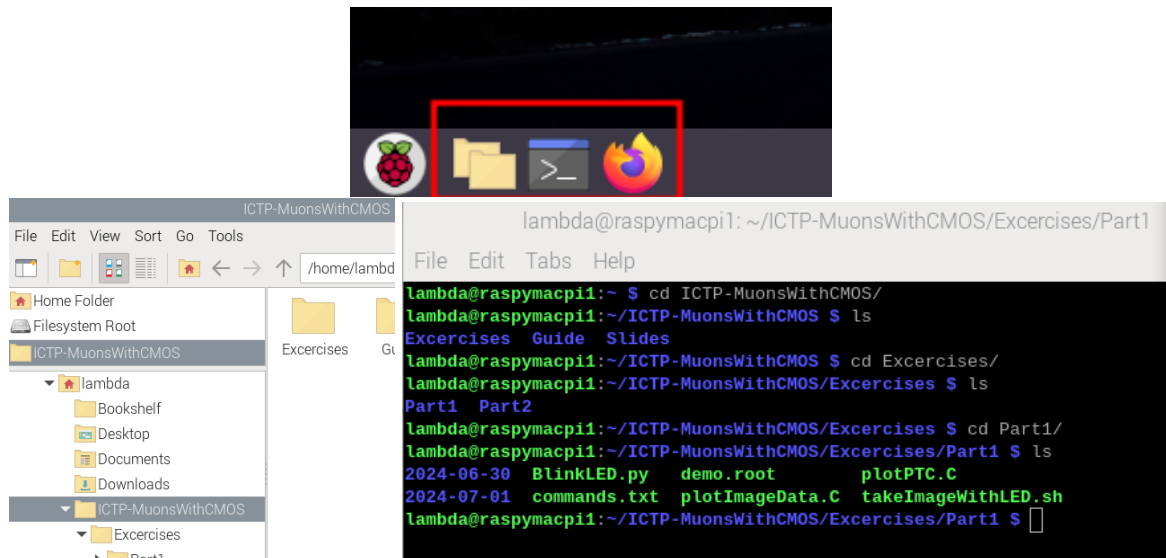 >_
ICTP-MuonsWithCMOS
File Edit View Sort Go Tools
/home/lambd
Home Folder
Filesystem Root
ICTP-MuonsWithCMOS
lambda
Bookshelf
Desktop
Documents
Downloads
ICTP-MuonsWithCMOS
Excercises
Part1
Excercises Gu
lambda@raspymacpi1: ~/ICTP-MuonsWithCMOS/Excercises/Part1
File Edit Tabs Help
lambda@raspymacpi1:~ $ cd ICTP-MuonsWithCMOS/
lambda@raspymacpi1:~/ICTP-MuonsWithCMOS $ ls
Excercises Guide Slides
lambda@raspymacpi1:~/ICTP-MuonsWithCMOS $ cd Excercises/
lambda@raspymacpi1:~/ICTP-MuonsWithCMOS/Excercises $ ls
Part1 Part2
lambda@raspymacpi1:~/ICTP-MuonsWithCMOS/Excercises $ cd Part1/
lambda@raspymacpi1:~/ICTP-MuonsWithCMOS/Excercises/Part1 $ ls
2024-06-30 BlinkLED.py demo.root plotPTC.C
2024-07-01 commands.txt plotImageData.C takeImageWithLED.sh
lambda@raspymacpi1:~/ICTP-MuonsWithCMOS/Excercises/Part1 $